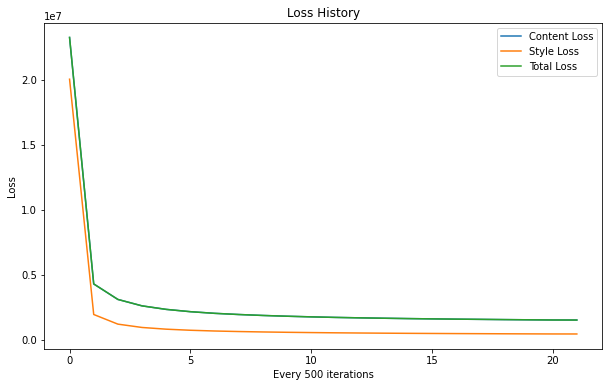 Loss History
1e7
Content Loss
Style Loss
Total Loss
2.0
1.5
1.0
0.5
0.0
Loss
0
5
10
15
20
Every 500 iterations